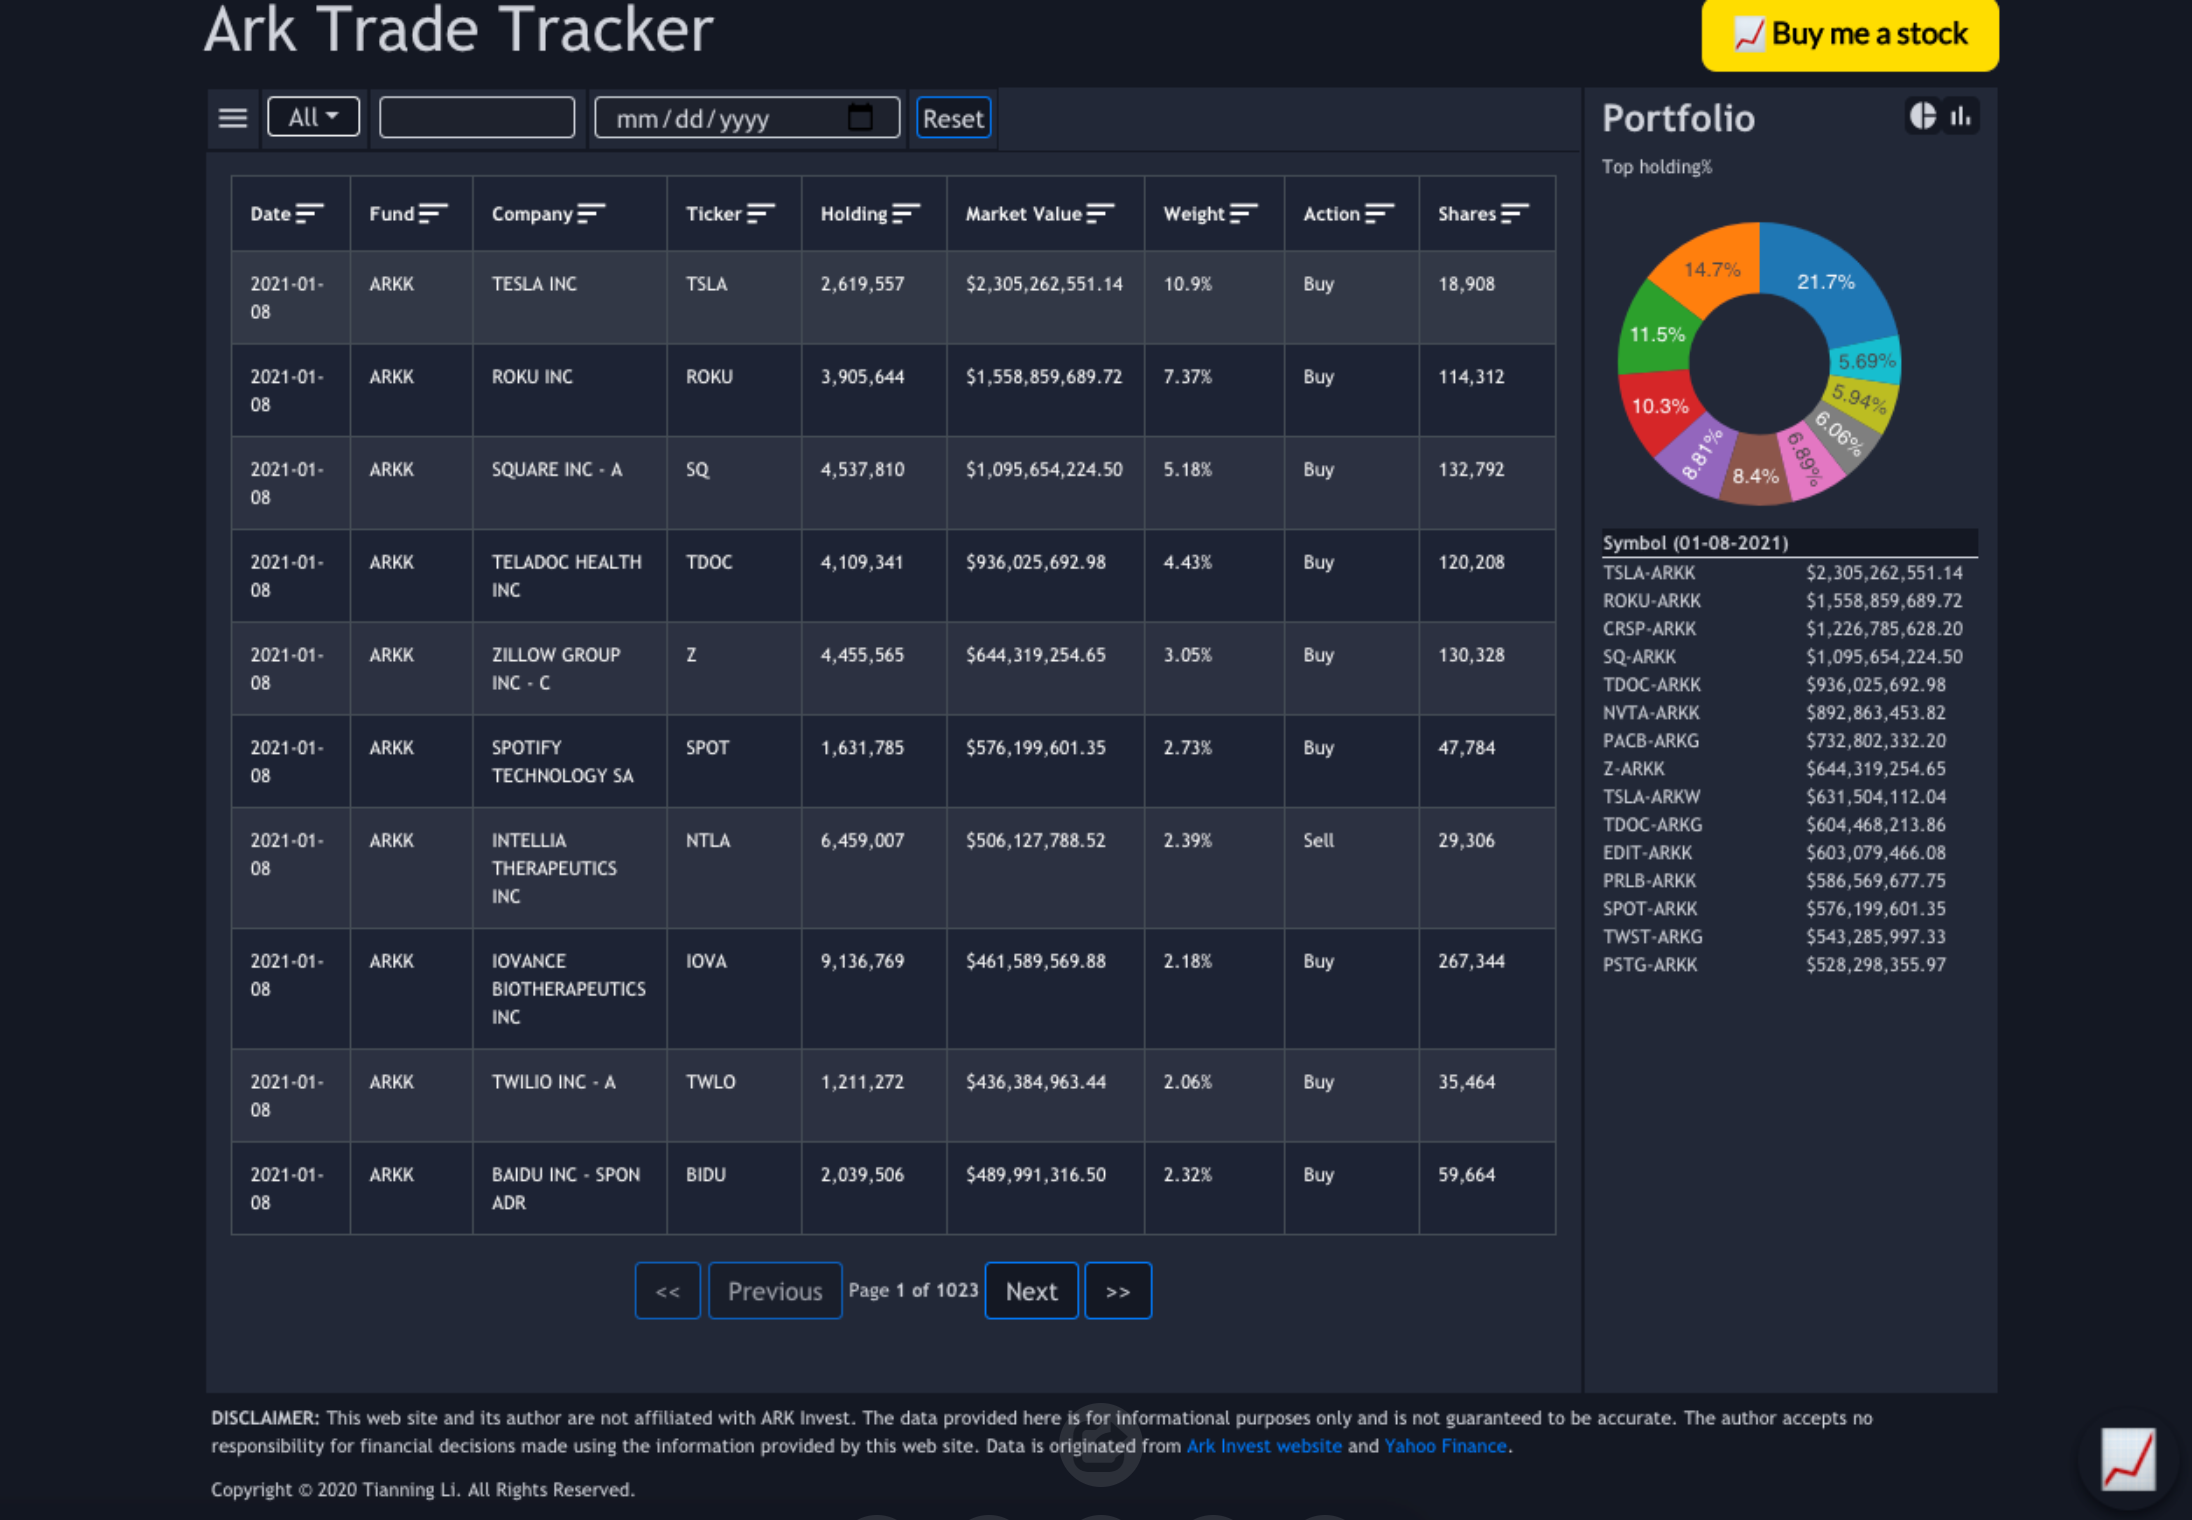 Ark Trade Tracker
Buy me a stock
All
mm/dd/yyyy
Reset
Date Fund Company Ticker Holding Market Value Weight Action Shares
2021-01-08 ARKK TESLA INC TSLA 2,619,557 $2,305,262,551.14 10.9% Buy 18,908
2021-01-08 ARKK ROKU INC ROKU 3,905,644 $1,558,859,689.72 7.37% Buy 114,312
2021-01-08 ARKK SQUARE INC - A SQ 4,537,810 $1,095,654,224.50 5.18% Buy 132,792
2021-01-08 ARKK TELADOC HEALTH INC TDOC 4,109,341 $936,025,692.98 4.43% Buy 120,208
2021-01-08 ARKK ZILLOW GROUP INC - C Z 4,455,565 $644,319,254.65 3.05% Buy 130,328
2021-01-08 ARKK SPOTIFY TECHNOLOGY SA SPOT 1,631,785 $576,199,601.35 2.73% Buy 47,784
2021-01-08 ARKK INTELLIA THERAPEUTICS INC NTLA 6,459,007 $506,127,788.52 2.39% Sell 29,306
2021-01-08 ARKK IOVANCE BIOTHERAPEUTICS INC IOVA 9,136,769 $461,589,569.88 2.18% Buy 267,344
2021-01-08 ARKK TWILIO INC - A TWLO 1,211,272 $436,384,963.44 2.06% Buy 35,464
2021-01-08 ARKK BAIDU INC - SPON ADR BIDU 2,039,506 $489,991,316.50 2.32% Buy 59,664
<< Previous Page 1 of 1023 Next >>
Portfolio
Top holding%
21.7%
5.69%
5.94%
6.06%
6.89%
8.4%
8.81%
10.3%
11.5%
14.7%
Symbol (01-08-2021)
TSLA-ARKK $2,305,262,551.14
ROKU-ARKK $1,558,859,689.72
CRSP-ARKK $1,226,785,628.20
SQ-ARKK $1,095,654,224.50
TDOC-ARKK $936,025,692.98
NVTA-ARKK $892,863,453.82
PACB-ARKG $732,802,332.20
Z-ARKK $644,319,254.65
TSLA-ARKW $631,504,112.04
TDOC-ARKG $604,468,213.86
EDIT-ARKK $603,079,466.08
PRLB-ARKK $586,569,677.75
SPOT-ARKK $576,199,601.35
TWST-ARKG $543,285,997.33
PSTG-ARKK $528,298,355.97
DISCLAIMER: This web site and its author are not affiliated with ARK Invest. The data provided here is for informational purposes only and is not guaranteed to be accurate. The author accepts no
responsibility for financial decisions made using the information provided by this web site. Data is originated from Ark Invest website and Yahoo Finance.
Copyright © 2020 Tianning Li. All Rights Reserved.